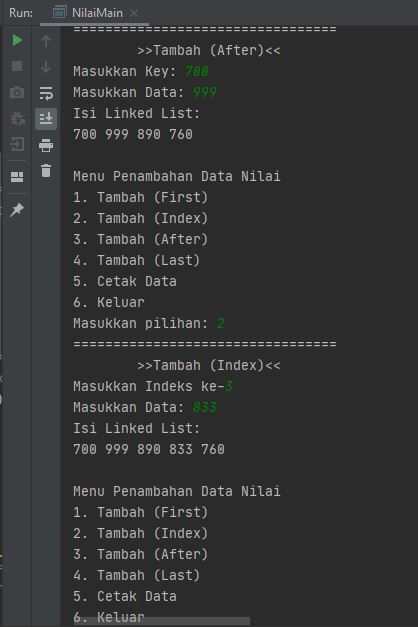 Run: NilaiMain ×
=================================
>>Tambah (After)<<
Masukkan Key: 700
Masukkan Data: 999
Isi Linked List:
700 999 890 760
Menu Penambahan Data Nilai
1. Tambah (First)
2. Tambah (Index)
3. Tambah (After)
4. Tambah (Last)
5. Cetak Data
6. Keluar
Masukkan pilihan: 2
=================================
>>Tambah (Index)<<
Masukkan Indeks ke-3
Masukkan Data: 833
Isi Linked List:
700 999 890 833 760
Menu Penambahan Data Nilai
1. Tambah (First)
2. Tambah (Index)
3. Tambah (After)
4. Tambah (Last)
5. Cetak Data
6. Keluar